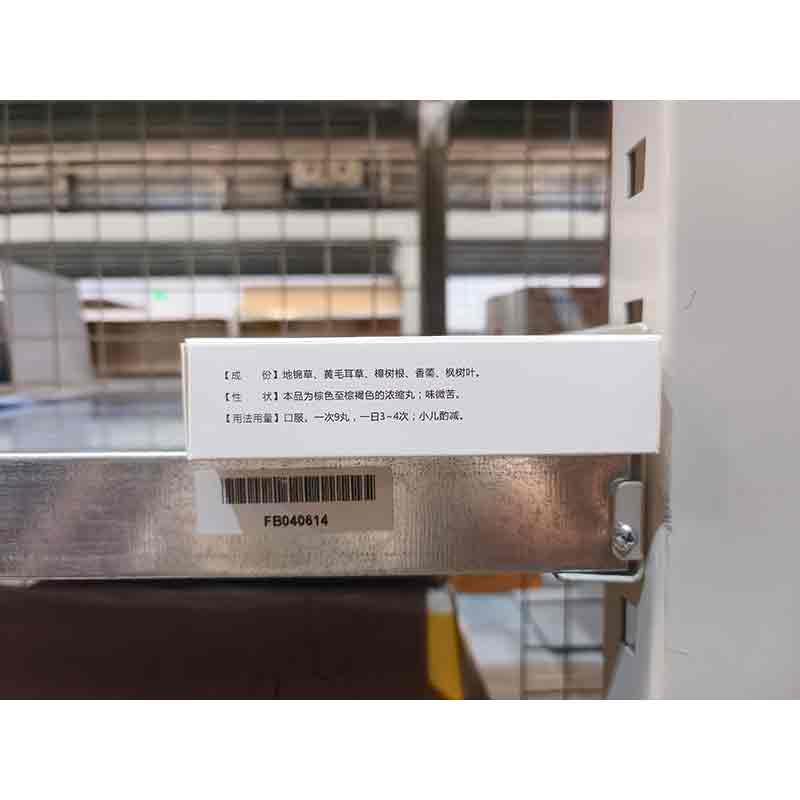 【成　份】地锦草、黄毛耳草、樟树根、香薷、枫树叶。
【性　状】本品为棕色至棕褐色的浓缩丸；味微苦。
【用法用量】口服。一次9丸，一日3~4次；小儿酌减。
FB040614